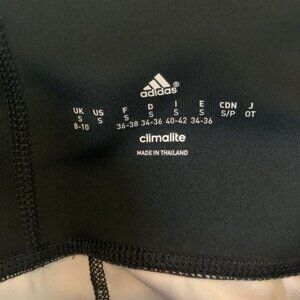 adidas®
UK US F D I E CDN J
S S S S S S S/P OT
8-10 36-38 34-36 40-42 34-36
climalite
MADE IN THAILAND